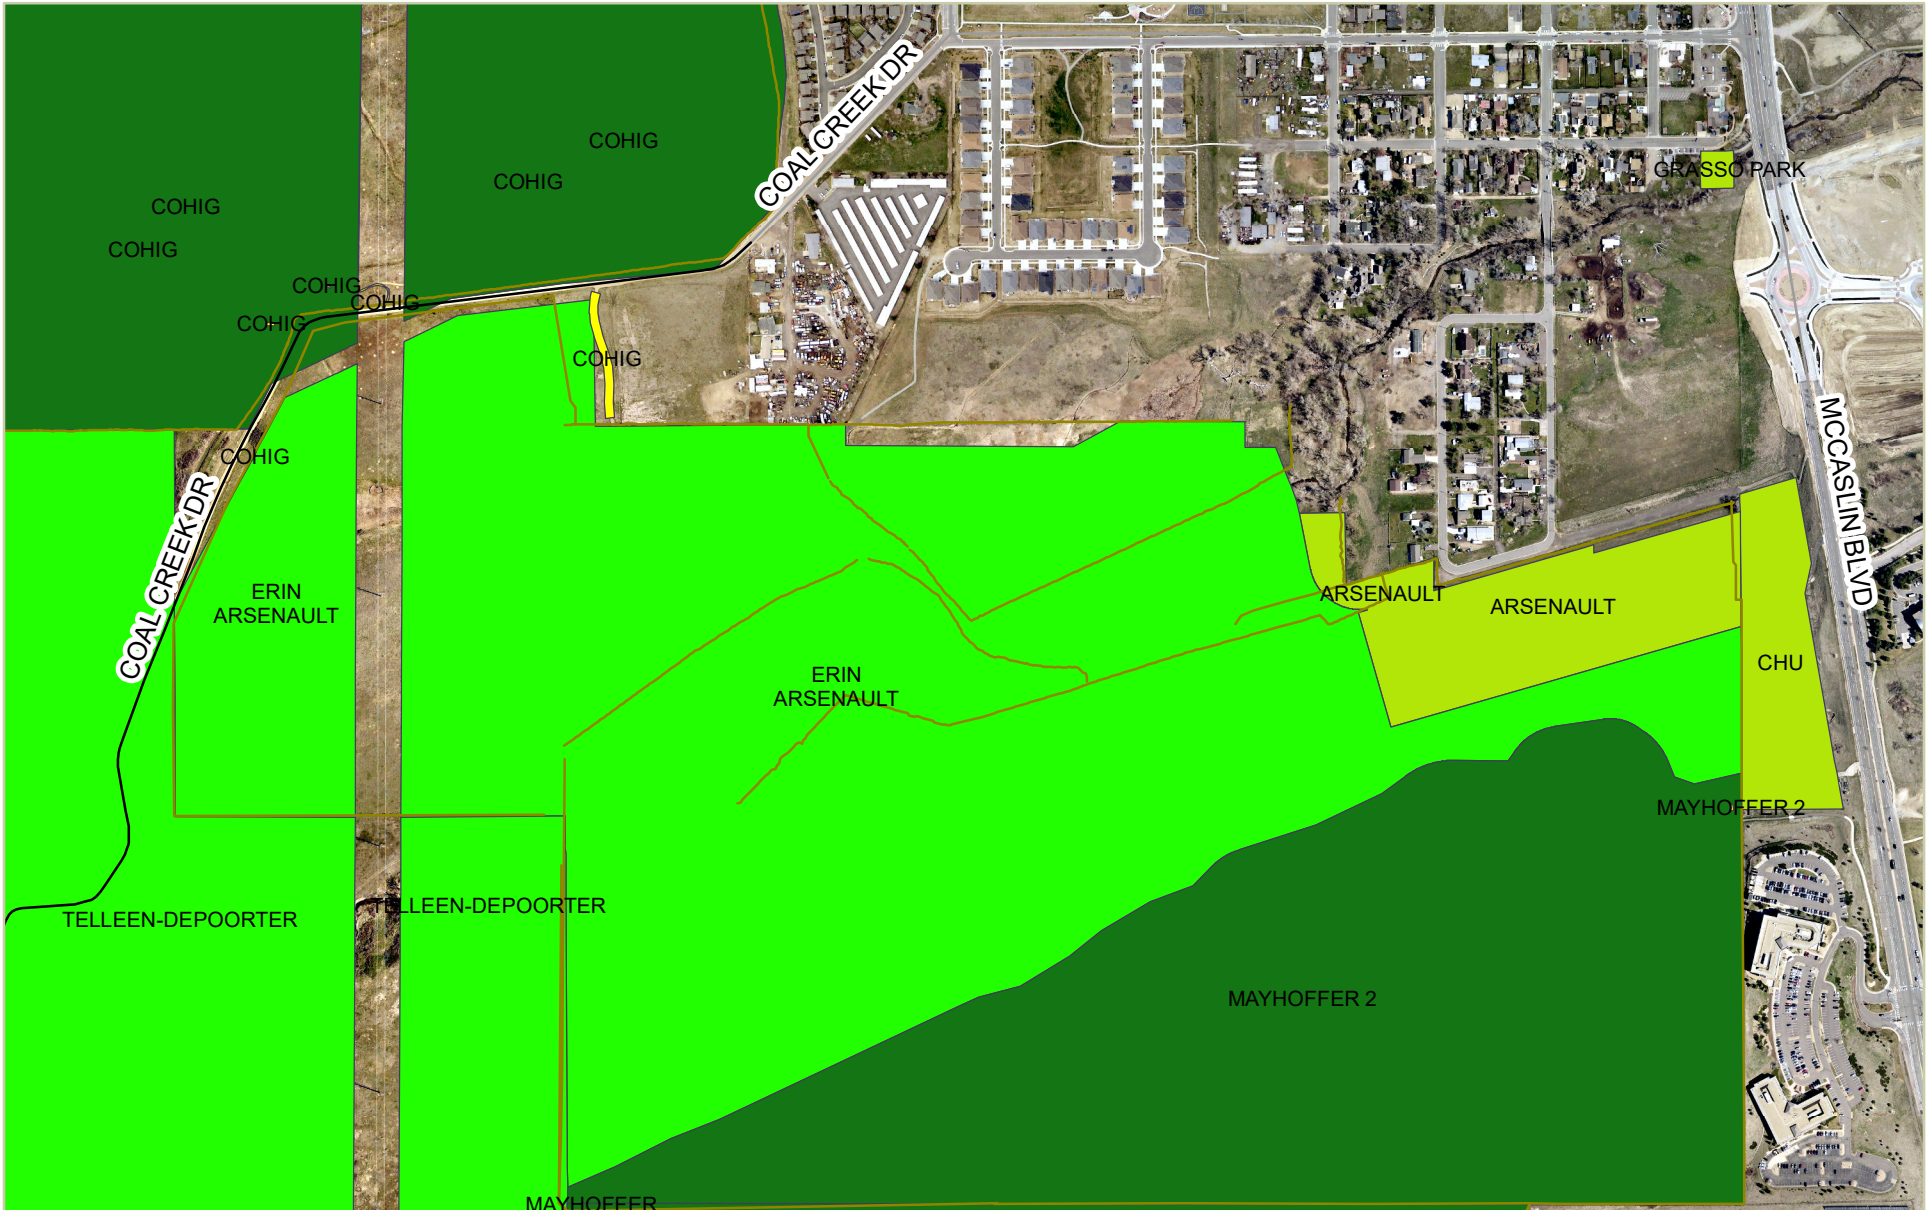 COAL CREEK DR
COHIG
COHIG
GRASSO PARK
COHIG
COHIG
COHIG
COHIG
COHIG
COHIG
COHIG
MCCASLIN BLVD
COAL CREEK DR
ERIN
ARSENAULT
ARSENAULT
ARSENAULT
CHU
ERIN
ARSENAULT
MAYHOFFER 2
TELLEEN-DEPOORTER
TELLEEN-DEPOORTER
MAYHOFFER 2
MAYHOFFER